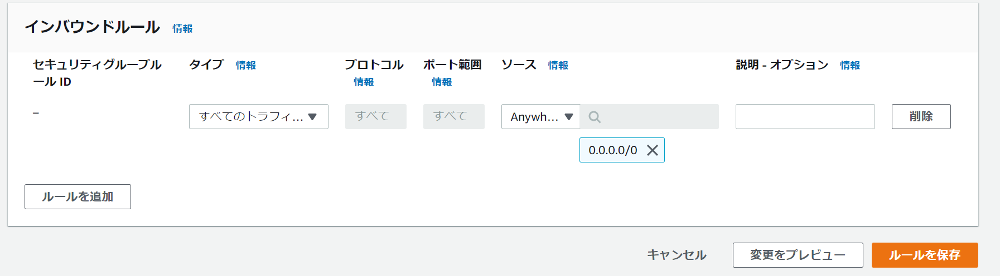 インバウンドルール 情報
セキュリティグループル
ール ID
タイプ 情報
プロトコル
情報
ポート範囲
情報
ソース 情報
説明 - オプション 情報
–
すべてのトラフィ...
すべて
すべて
Anywh...
0.0.0.0/0
削除
ルールを追加
キャンセル
変更をプレビュー
ルールを保存